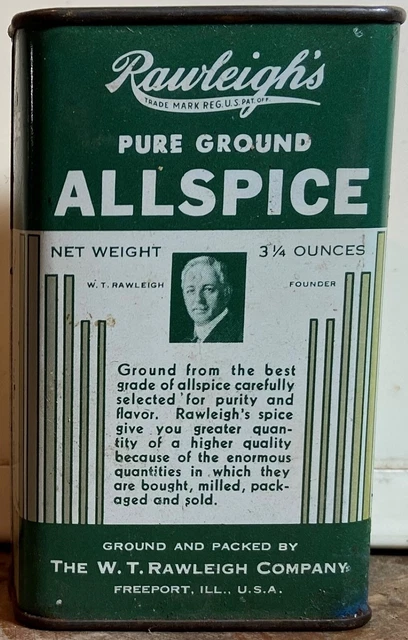 Rawleigh's
TRADE MARK REG. U.S. PAT. OFF.
PURE GROUND
ALLSPICE
NET WEIGHT 3¼ OUNCES
W. T. RAWLEIGH FOUNDER
Ground from the best
grade of allspice carefully
selected for purity and
flavor. Rawleigh's spice
give you greater quan-
tity of a higher quality
because of the enormous
quantities in which they
are bought, milled, pack-
aged and sold.
GROUND AND PACKED BY
THE W. T. RAWLEIGH COMPANY
FREEPORT, ILL., U.S.A.